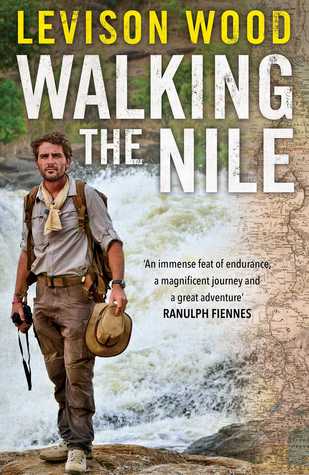 LEVISON WOOD
WALKING
THE NILE
'An immense feat of endurance,
a magnificent journey and
a great adventure'
RANULPH FIENNES